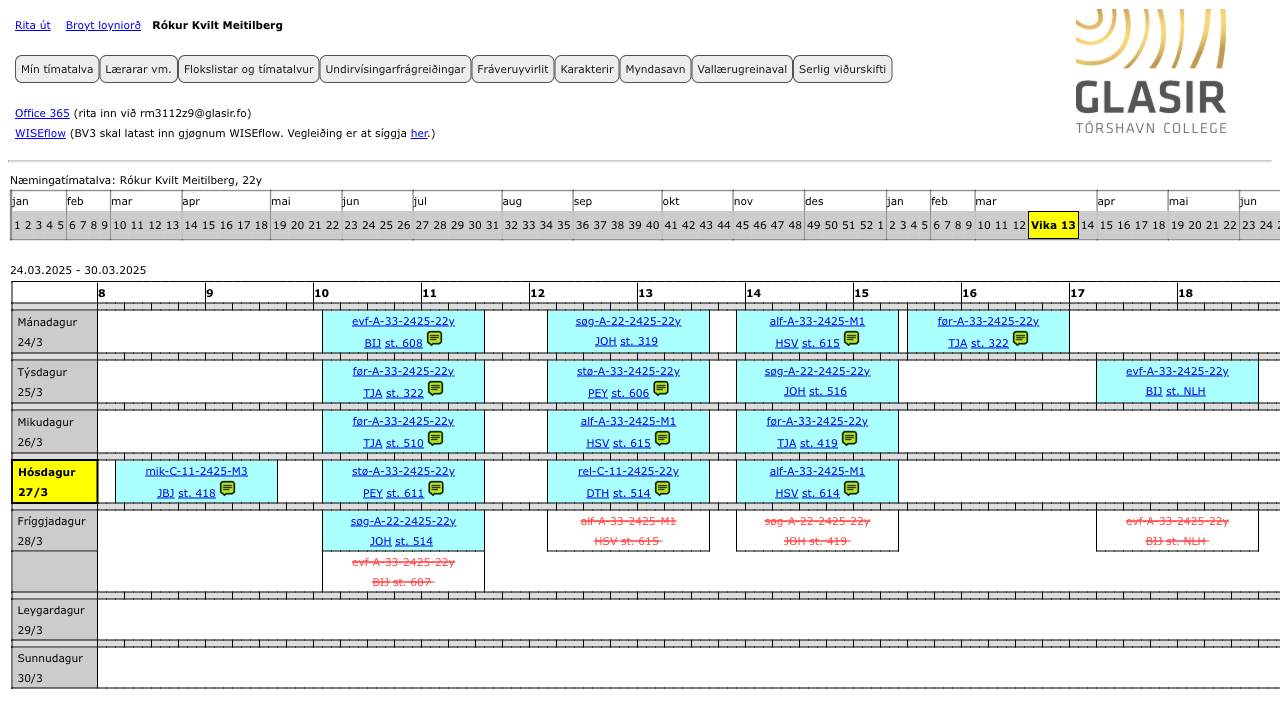 Rita út Broyt loyniorð Rókur Kvilt Meitilberg
GLASIR
TÓRSHAVN COLLEGE
Mín tímatalva Lærarar vm. Flokslistar og tímatalvur Undirvísingarfrágreiðingar Fráveruyvirlit Karakterir Myndasavn Vallærugreinaval Serlig viðurskifti
Office 365 (rita inn við rm3112z9@glasir.fo)
WISEflow (BV3 skal latast inn gjøgnum WISEflow. Vegleiðing er at síggja her.)
Næmingatímatalva: Rókur Kvilt Meitilberg, 22y
jan feb mar apr mai jun jul aug sep okt nov des jan feb mar apr mai jun
1 2 3 4 5 6 7 8 9 10 11 12 13 14 15 16 17 18 19 20 21 22 23 24 25 26 27 28 29 30 31 32 33 34 35 36 37 38 39 40 41 42 43 44 45 46 47 48 49 50 51 52 1 2 3 4 5 6 7 8 9 10 11 12 Vika 13 14 15 16 17 18 19 20 21 22 23 24
24.03.2025 - 30.03.2025
8 9 10 11 12 13 14 15 16 17 18
Mánadagur evf-A-33-2425-22y søg-A-22-2425-22y alf-A-33-2425-M1 før-A-33-2425-22y
24/3 BIJ st. 608 JOH st. 319 HSV st. 615 TJA st. 322
Týsdagur før-A-33-2425-22y stø-A-33-2425-22y søg-A-22-2425-22y evf-A-33-2425-22y
25/3 TJA st. 322 PEY st. 606 JOH st. 516 BIJ st. NLH
Mikudagur før-A-33-2425-22y alf-A-33-2425-M1 før-A-33-2425-22y
26/3 TJA st. 510 HSV st. 615 TJA st. 419
Hósdagur mik-C-11-2425-M3 stø-A-33-2425-22y rel-C-11-2425-22y alf-A-33-2425-M1
27/3 JBJ st. 418 PEY st. 611 DTH st. 514 HSV st. 614
Fríggjadagur søg-A-22-2425-22y alf-A-33-2425-M1 søg-A-22-2425-22y evf-A-33-2425-22y
28/3 JOH st. 514 HSV st. 615 JOH st. 419 BIJ st. NLH
evf-A-33-2425-22y
BIJ st. 607
Leygardagur
29/3
Sunnudagur
30/3